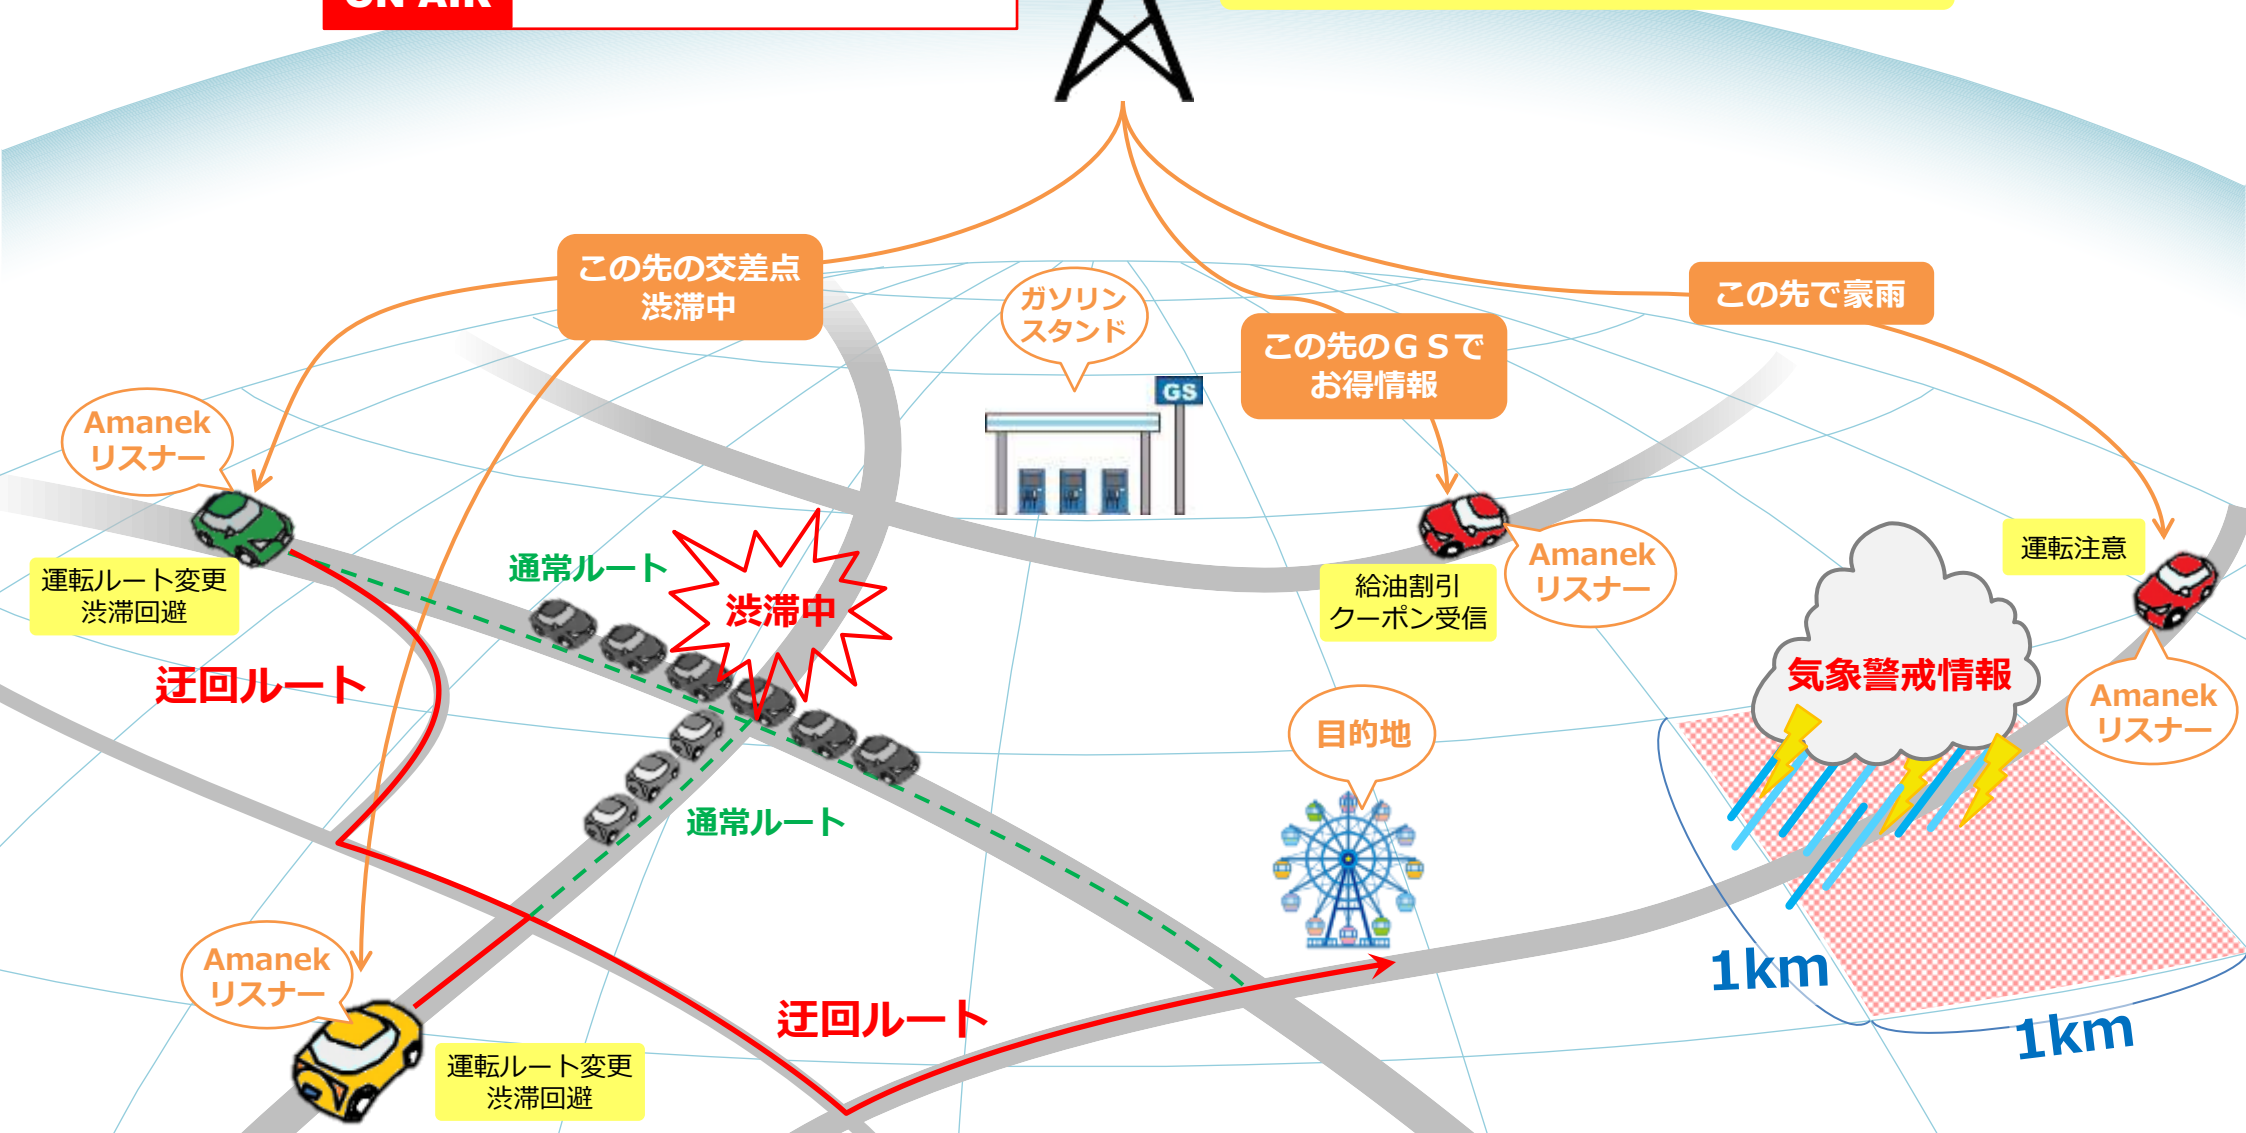 ON AIR
この先の交差点
渋滞中
ガソリン
スタンド
この先のＧＳで
お得情報
この先で豪雨
GS
Amanek
リスナー
運転ルート変更
渋滞回避
通常ルート
渋滞中
Amanek
リスナー
給油割引
クーポン受信
運転注意
気象警戒情報
Amanek
リスナー
迂回ルート
目的地
通常ルート
Amanek
リスナー
運転ルート変更
渋滞回避
迂回ルート
1km
1km